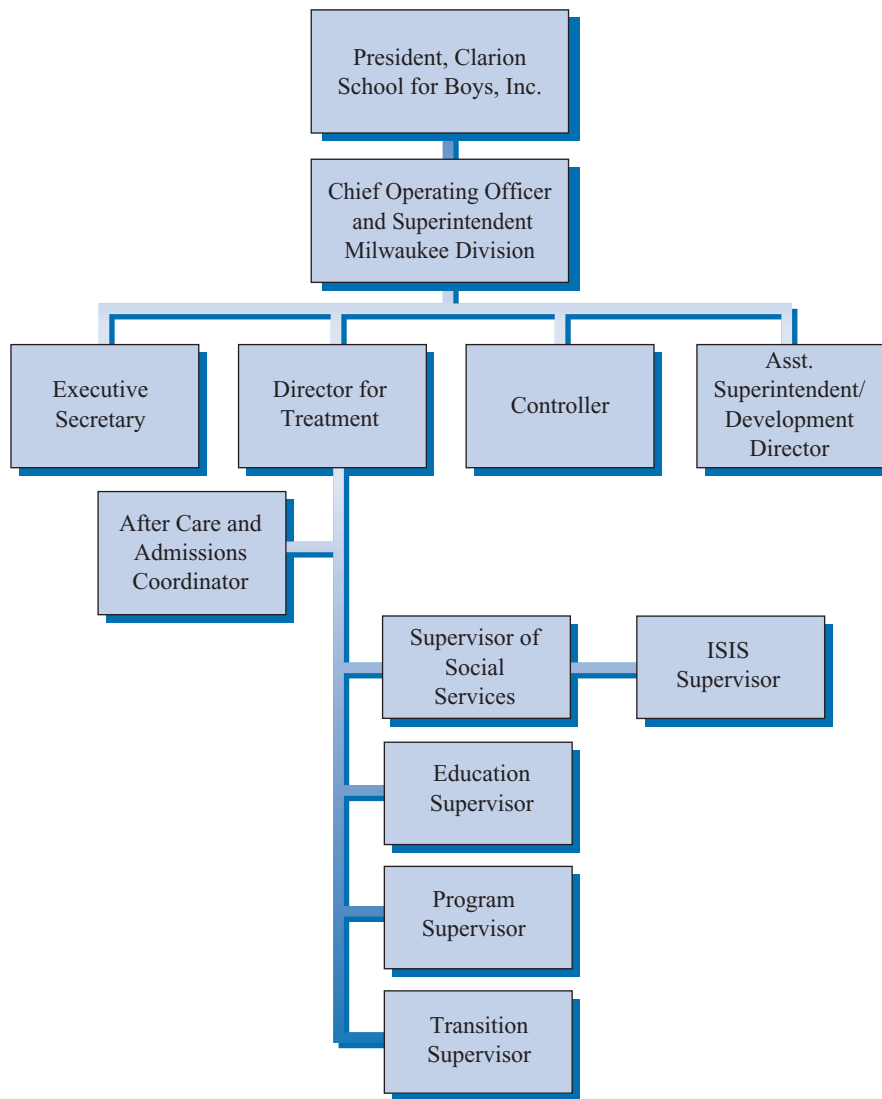 President, Clarion
School for Boys, Inc.
Chief Operating Officer
and Superintendent
Milwaukee Division
Executive
Secretary
Director for
Treatment
Controller
Asst.
Superintendent/
Development
Director
After Care and
Admissions
Coordinator
Supervisor of
Social
Services
ISIS
Supervisor
Education
Supervisor
Program
Supervisor
Transition
Supervisor